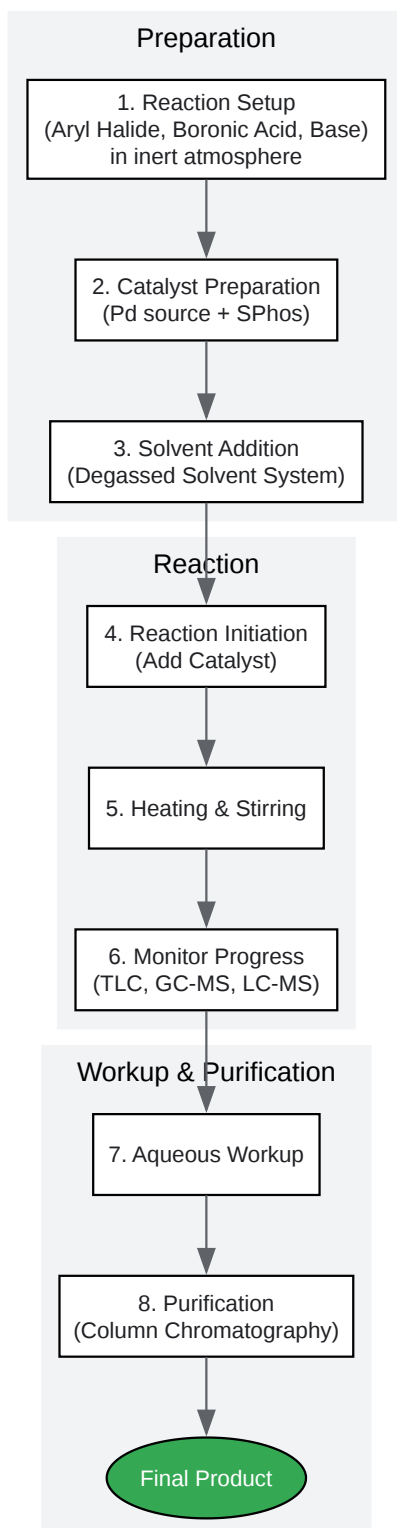 Preparation
1. Reaction Setup
(Aryl Halide, Boronic Acid, Base)
in inert atmosphere
2. Catalyst Preparation
(Pd source + SPhos)
3. Solvent Addition
(Degassed Solvent System)
Reaction
4. Reaction Initiation
(Add Catalyst)
5. Heating & Stirring
6. Monitor Progress
(TLC, GC-MS, LC-MS)
Workup & Purification
7. Aqueous Workup
8. Purification
(Column Chromatography)
Final Product